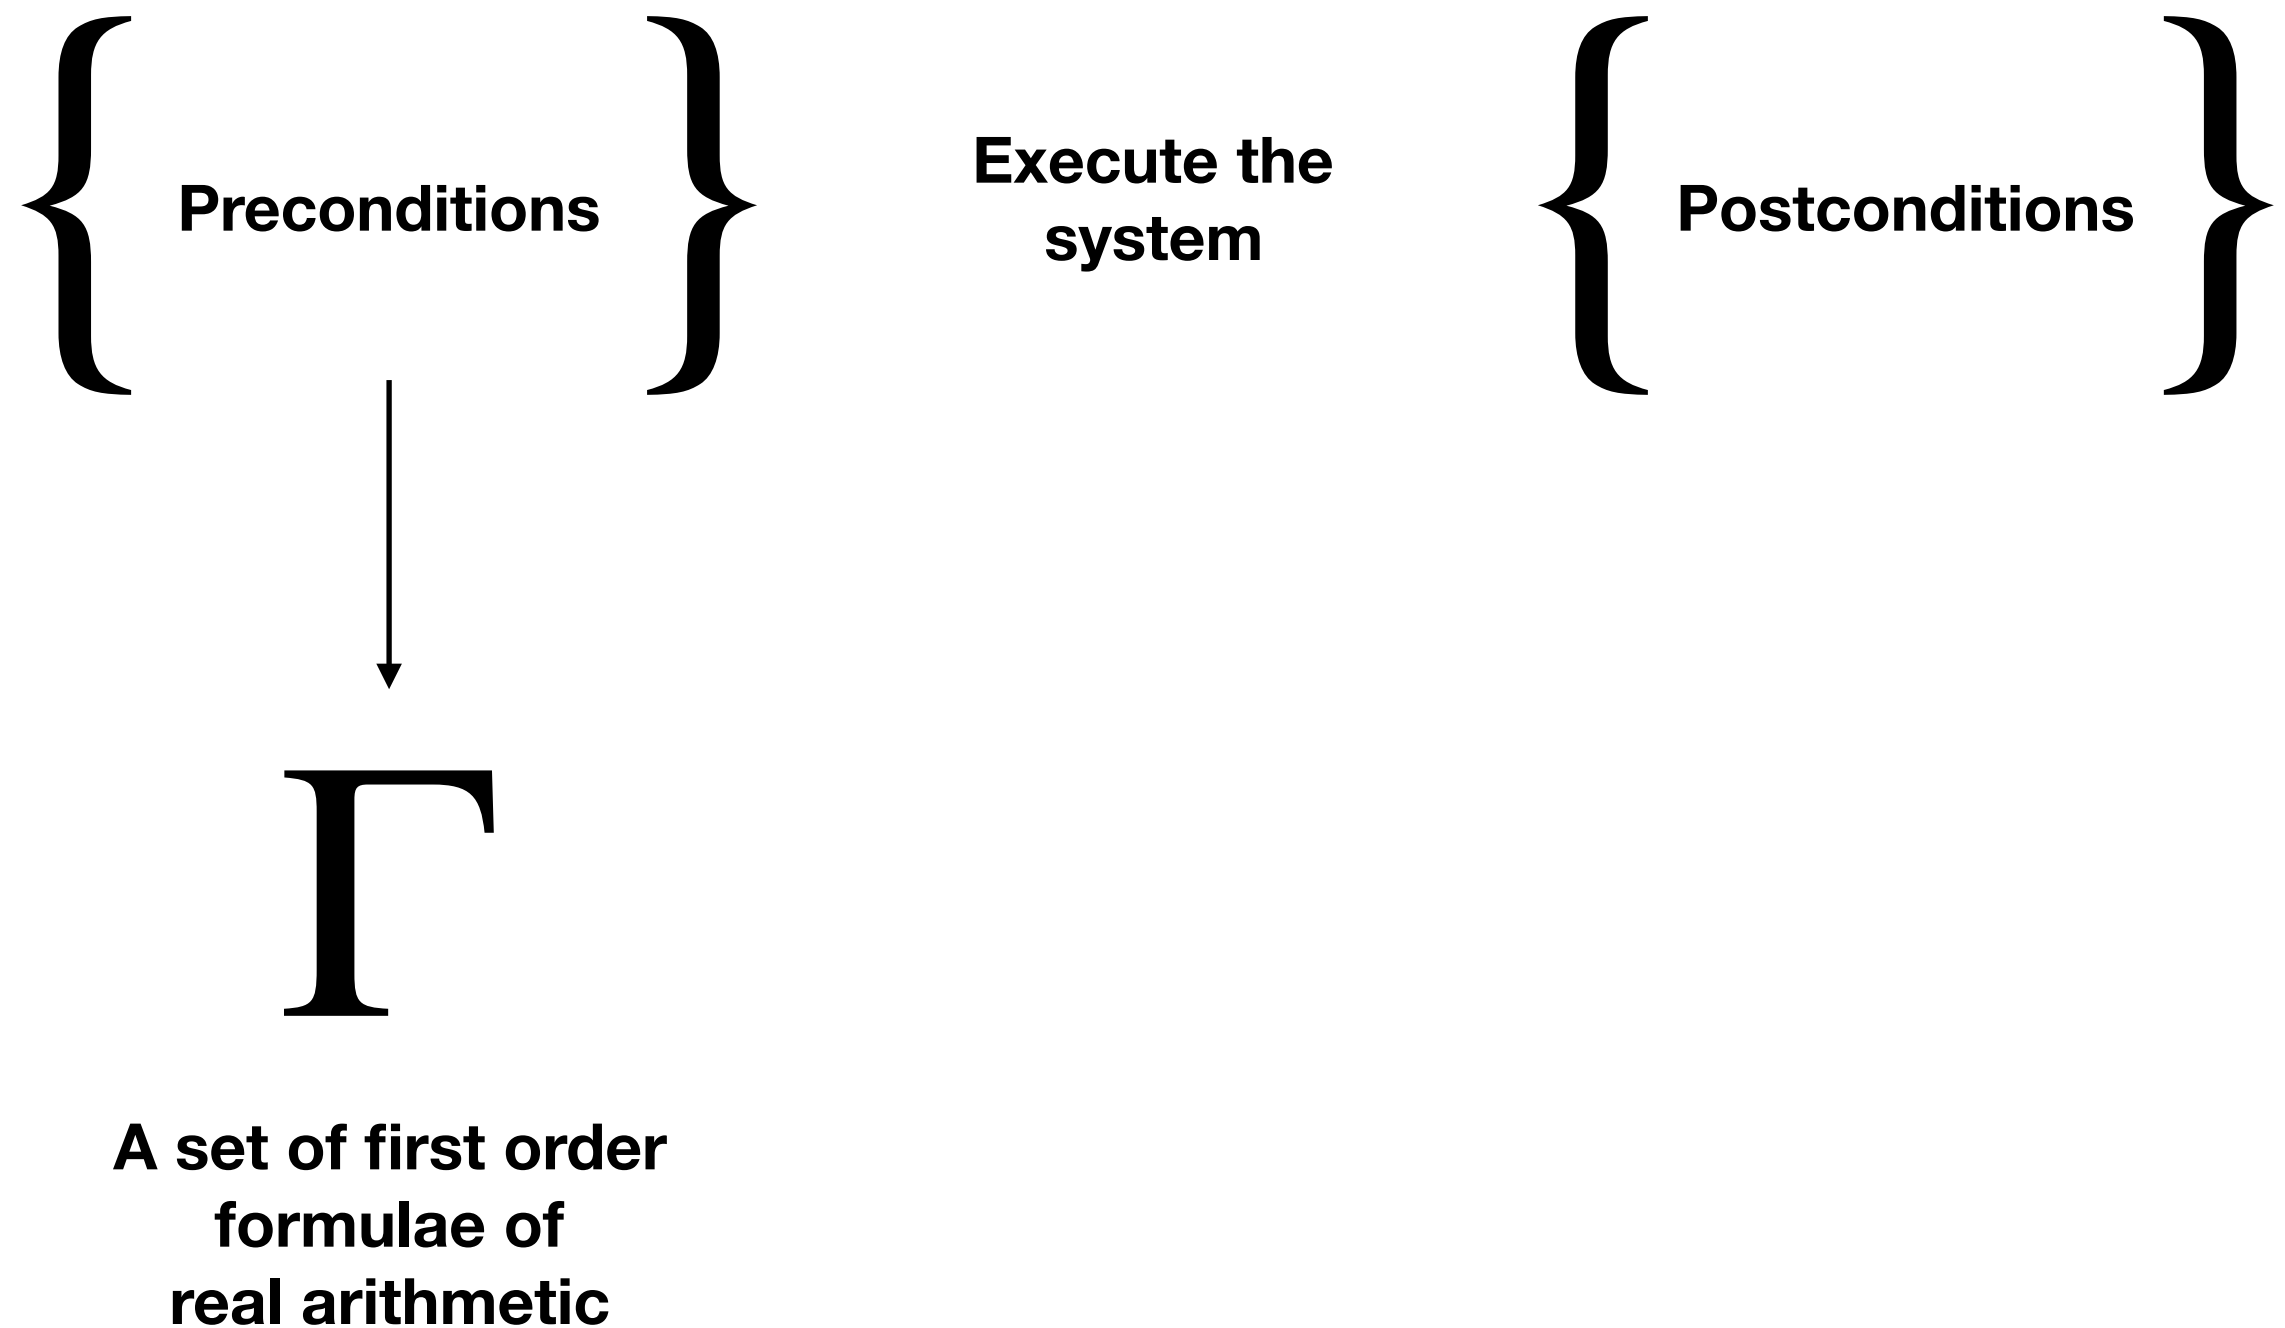 { Preconditions } Execute the { Postconditions }
system
Γ
A set of first order
formulae of
real arithmetic